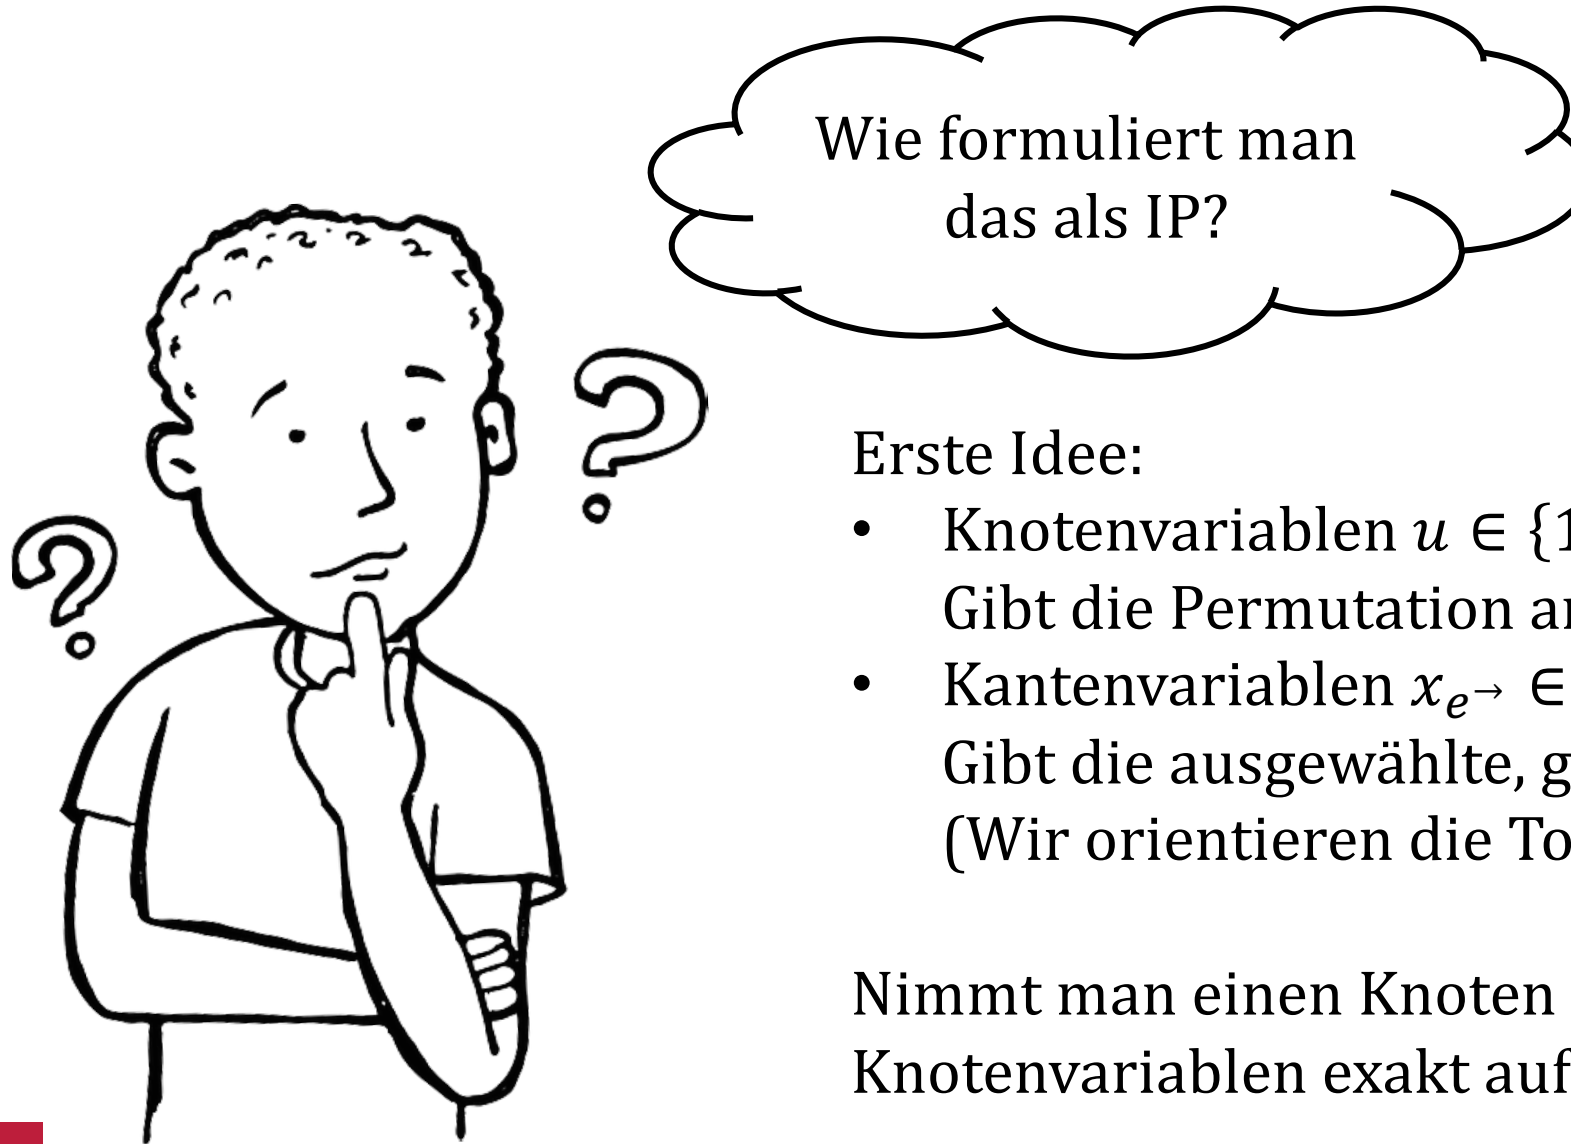 Wie formuliert man
das als IP?
Erste Idee:
• Knotenvariablen u ∈ {1
Gibt die Permutation
• Kantenvariablen x_{e→} ∈
Gibt die ausgewählte,
(Wir orientieren die
Nimmt man einen Knoten
Knotenvariablen exakt auf